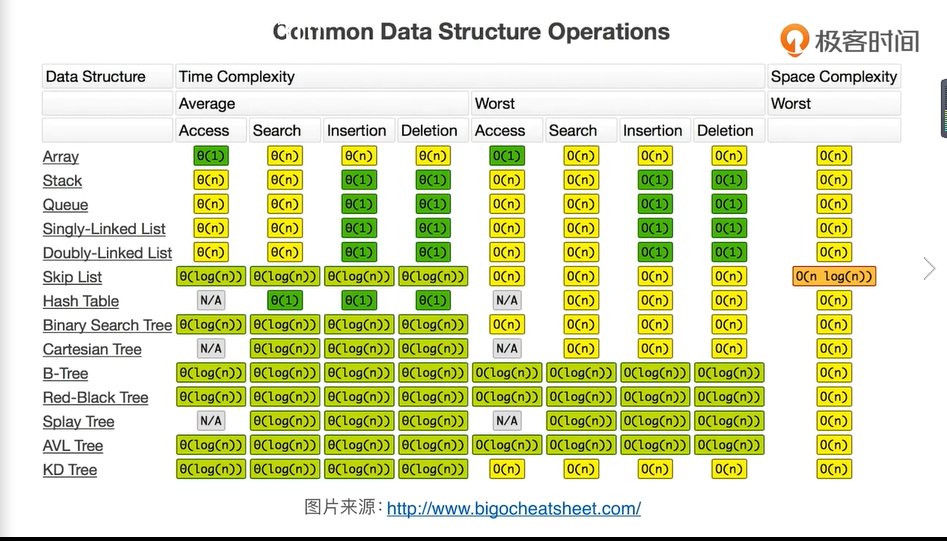 Common Data Structure Operations
极客时间
Data Structure Time Complexity Space Complexity
Average Worst Worst
Access Search Insertion Deletion Access Search Insertion Deletion
Array Θ(1) Θ(n) Θ(n) Θ(n) O(1) O(n) O(n) O(n) O(n)
Stack Θ(n) Θ(n) Θ(1) Θ(1) O(n) O(n) O(1) O(1) O(n)
Queue Θ(n) Θ(n) Θ(1) Θ(1) O(n) O(n) O(1) O(1) O(n)
Singly-Linked List Θ(n) Θ(n) Θ(1) Θ(1) O(n) O(n) O(1) O(1) O(n)
Doubly-Linked List Θ(n) Θ(n) Θ(1) Θ(1) O(n) O(n) O(1) O(1) O(n)
Skip List Θ(log(n)) Θ(log(n)) Θ(log(n)) Θ(log(n)) O(n) O(n) O(n) O(n) O(n log(n))
Hash Table N/A Θ(1) Θ(1) Θ(1) N/A O(n) O(n) O(n) O(n)
Binary Search Tree Θ(log(n)) Θ(log(n)) Θ(log(n)) Θ(log(n)) O(n) O(n) O(n) O(n) O(n)
Cartesian Tree N/A Θ(log(n)) Θ(log(n)) Θ(log(n)) N/A O(n) O(n) O(n) O(n)
B-Tree Θ(log(n)) Θ(log(n)) Θ(log(n)) Θ(log(n)) O(log(n)) O(log(n)) O(log(n)) O(log(n)) O(n)
Red-Black Tree Θ(log(n)) Θ(log(n)) Θ(log(n)) Θ(log(n)) O(log(n)) O(log(n)) O(log(n)) O(log(n)) O(n)
Splay Tree N/A Θ(log(n)) Θ(log(n)) Θ(log(n)) N/A O(log(n)) O(log(n)) O(log(n)) O(n)
AVL Tree Θ(log(n)) Θ(log(n)) Θ(log(n)) Θ(log(n)) O(log(n)) O(log(n)) O(log(n)) O(log(n)) O(n)
KD Tree Θ(log(n)) Θ(log(n)) Θ(log(n)) Θ(log(n)) O(n) O(n) O(n) O(n) O(n)
图片来源：http://www.bigocheatsheet.com/